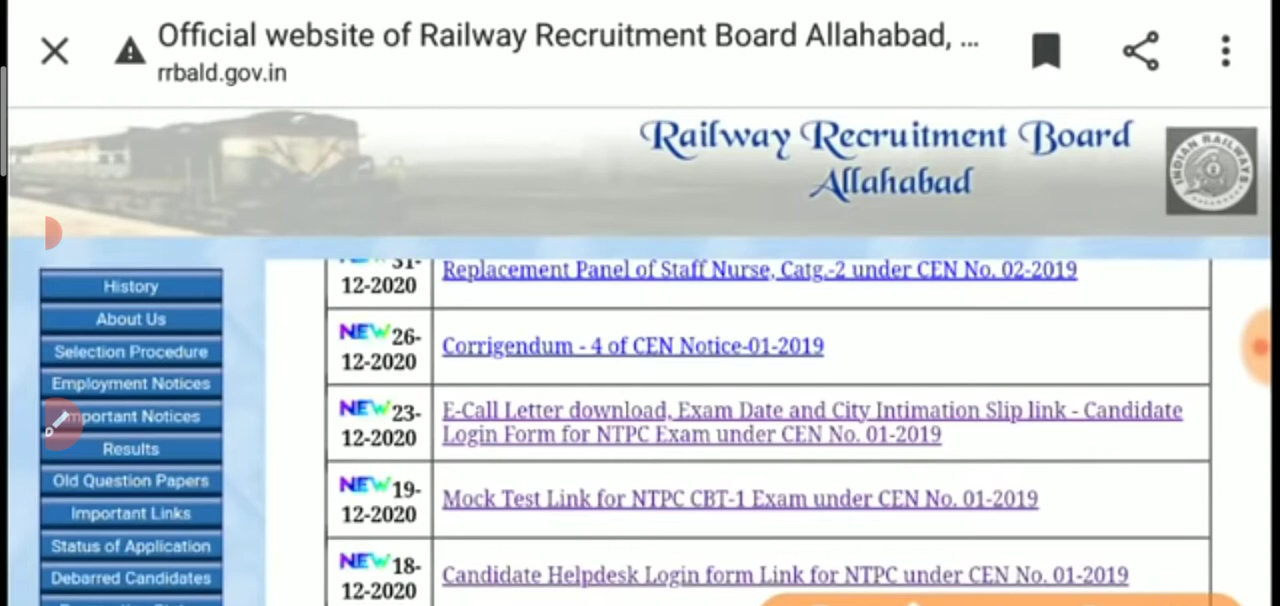 Official website of Railway Recruitment Board Allahabad, ...
rrbald.gov.in
Railway Recruitment Board
Allahabad
INDIAN RAILWAYS
History
About Us
Selection Procedure
Employment Notices
Important Notices
Results
Old Question Papers
Important Links
Status of Application
Debarred Candidates
NEW 31-
12-2020
Replacement Panel of Staff Nurse, Catg.-2 under CEN No. 02-2019
NEW 26-
12-2020
Corrigendum - 4 of CEN Notice-01-2019
NEW 23-
12-2020
E-Call Letter download, Exam Date and City Intimation Slip link - Candidate
Login Form for NTPC Exam under CEN No. 01-2019
NEW 19-
12-2020
Mock Test Link for NTPC CBT-1 Exam under CEN No. 01-2019
NEW 18-
12-2020
Candidate Helpdesk Login form Link for NTPC under CEN No. 01-2019